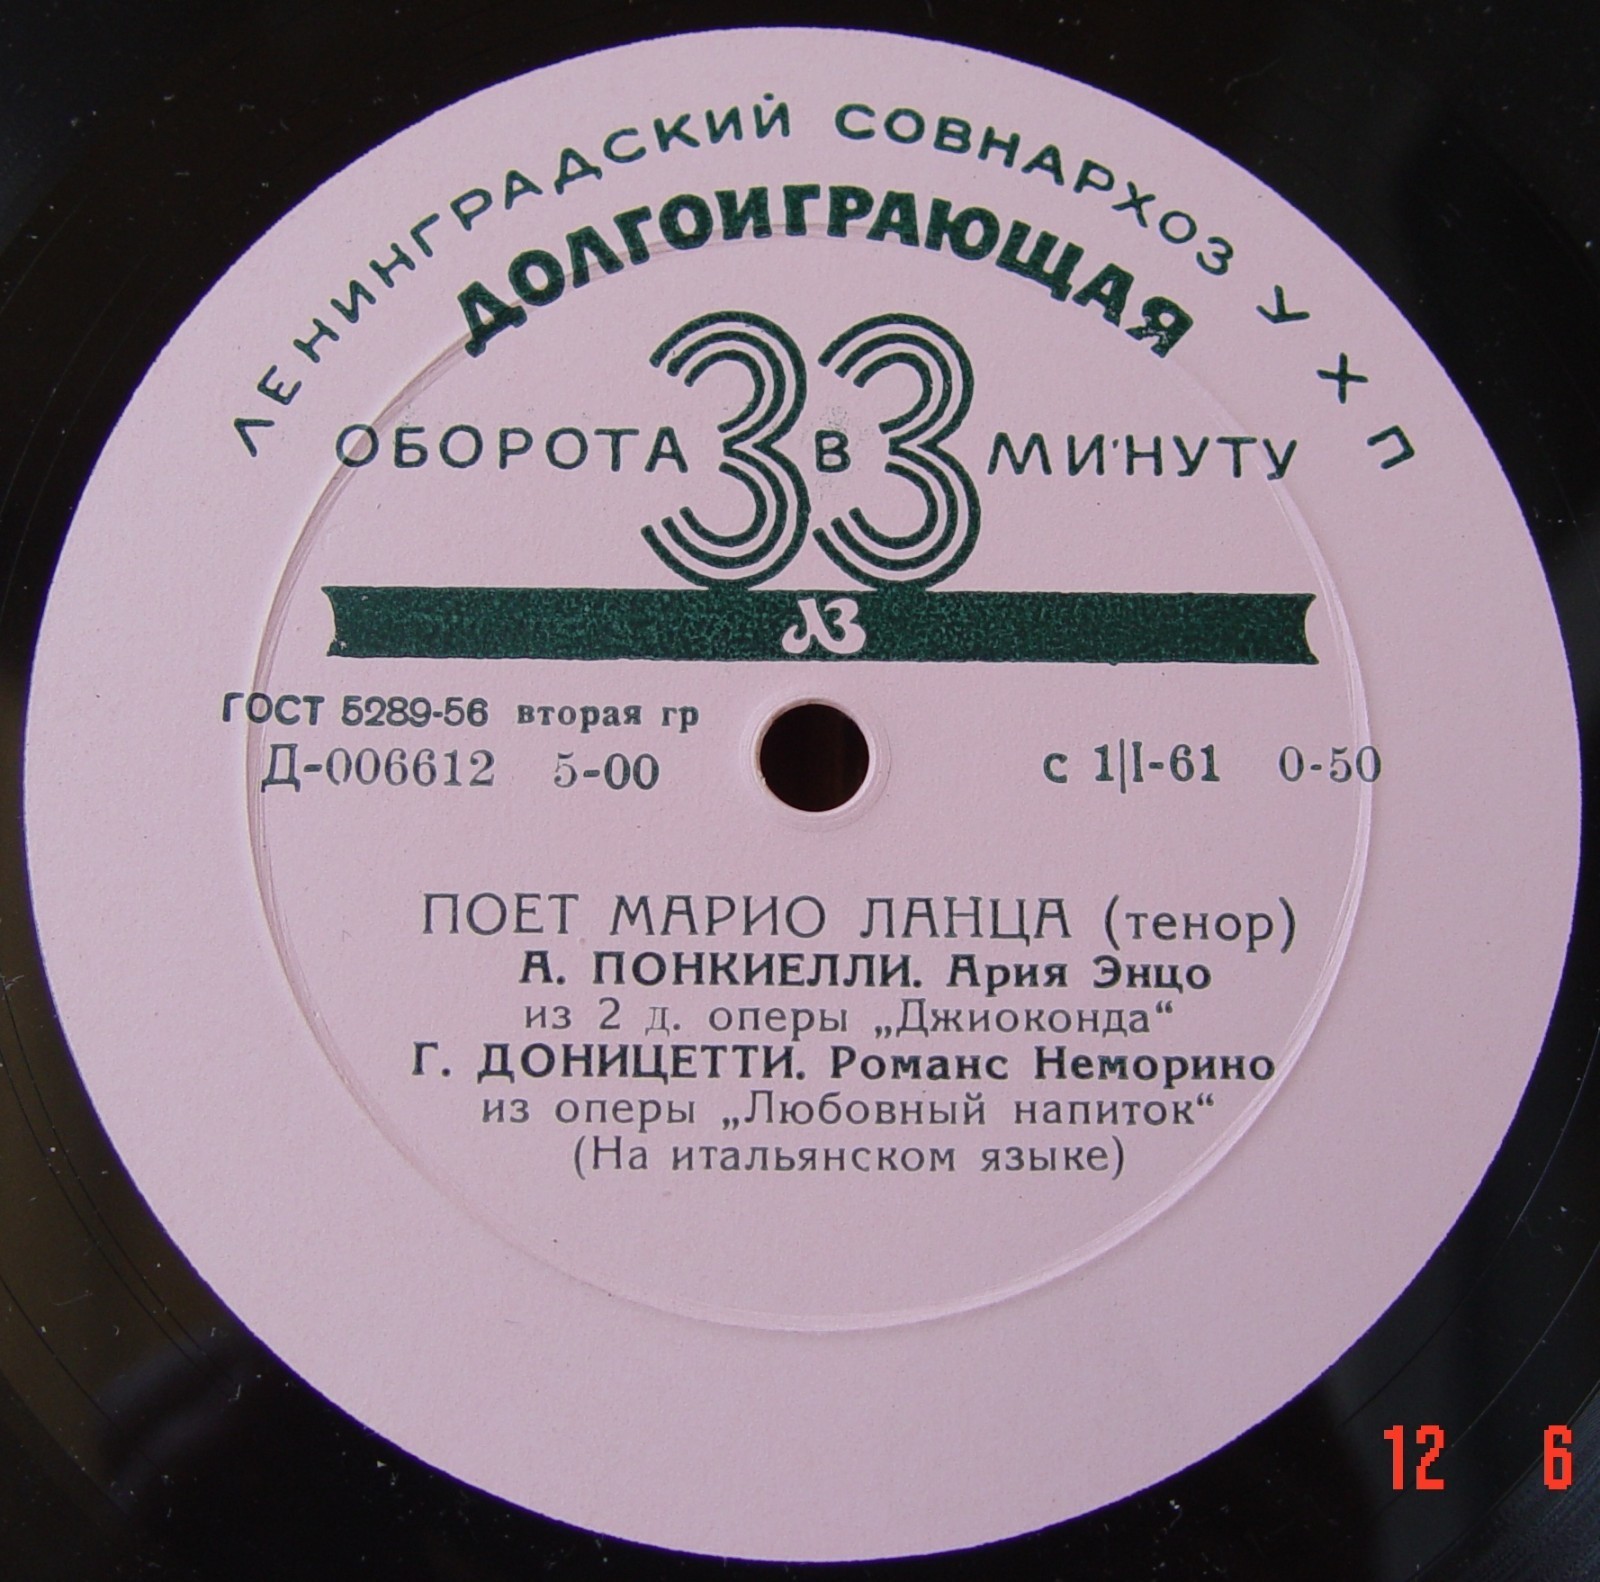 ЛЕНИНГРАДСКИЙ СОВНАРХОЗ УХП
ДОЛГОИГРАЮЩАЯ
33
ОБОРОТА В МИНУТУ
ЛЗ
ГОСТ 5289-56 вторая гр
Д-006612 5-00 с 1|I-61 0-50
ПОЕТ МАРИО ЛАНЦА (тенор)
А. ПОНКИЕЛЛИ. Ария Энцо
из 2 д. оперы „Джиоконда“
Г. ДОНИЦЕТТИ. Романс Неморино
из оперы „Любовный напиток“
(На итальянском языке)
12 6